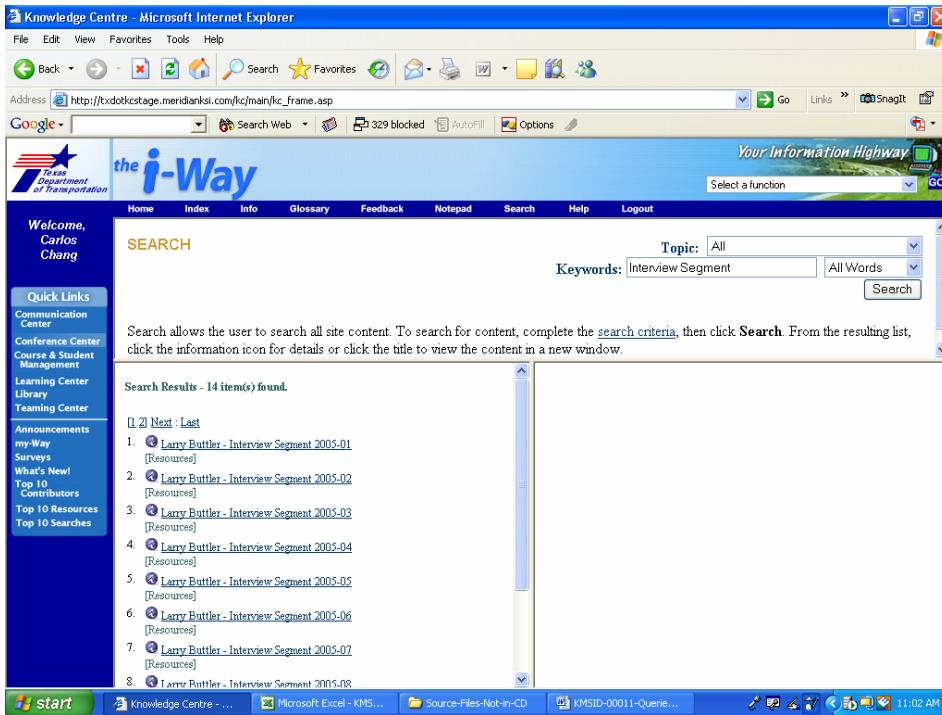 Knowledge Centre - Microsoft Internet Explorer
File Edit View Favorites Tools Help
Back Search Favorites
Address http://txdotkcstage.meridianksi.com/kc/main/kc_frame.asp Go Links » SnagIt
Google Search Web 329 blocked AutoFill Options
Texas
Department
of Transportation
the i-Way
Your Information Highway
Select a function GO
Home Index Info Glossary Feedback Notepad Search Help Logout
Welcome,
Carlos
Chang
Quick Links
Communication
Center
Conference Center
Course & Student
Management
Learning Center
Library
Teaming Center
Announcements
my-Way
Surveys
What's New!
Top 10
Contributors
Top 10 Resources
Top 10 Searches
SEARCH
Topic: All
Keywords: Interview Segment All Words
Search
Search allows the user to search all site content. To search for content, complete the search criteria, then click Search. From the resulting list,
click the information icon for details or click the title to view the content in a new window.
Search Results - 14 item(s) found.
[1 2] Next : Last
1. Larry Buttler - Interview Segment 2005-01
[Resources]
2. Larry Buttler - Interview Segment 2005-02
[Resources]
3. Larry Buttler - Interview Segment 2005-03
[Resources]
4. Larry Buttler - Interview Segment 2005-04
[Resources]
5. Larry Buttler - Interview Segment 2005-05
[Resources]
6. Larry Buttler - Interview Segment 2005-06
[Resources]
7. Larry Buttler - Interview Segment 2005-07
[Resources]
8. Larry Buttler - Interview Segment 2005-08
start Knowledge Centre - ... Microsoft Excel - KMS... Source-Files-Not-in-CD KMSID-00011-Querie... 11:02 AM